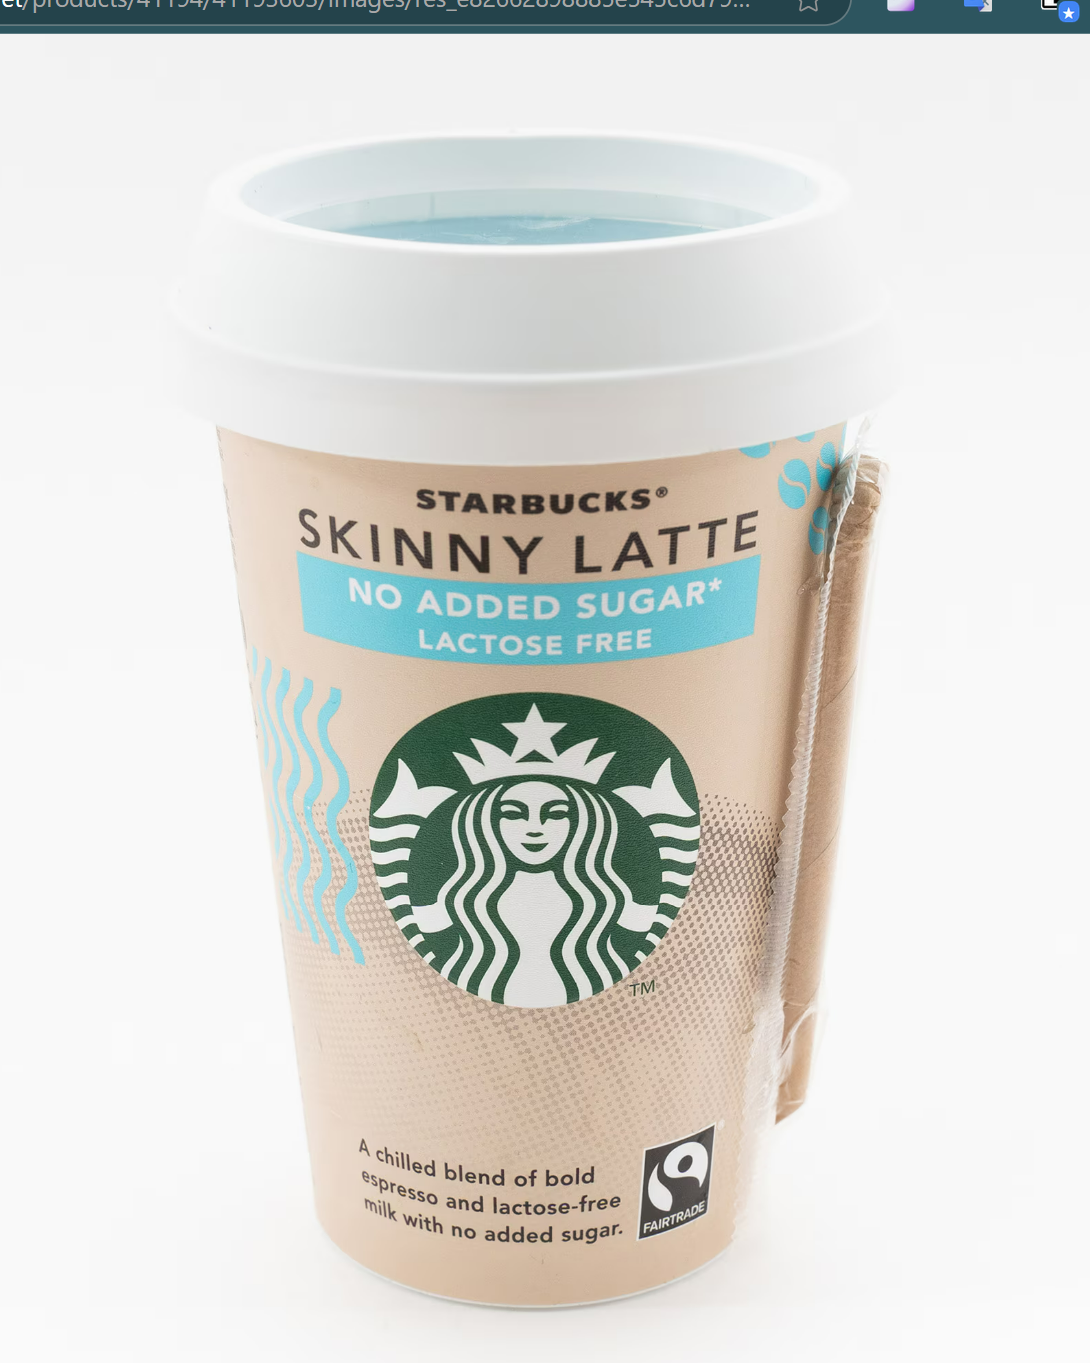 STARBUCKS®
SKINNY LATTE
NO ADDED SUGAR*
LACTOSE FREE
TM
A chilled blend of bold
espresso and lactose-free
milk with no added sugar.
FAIRTRADE